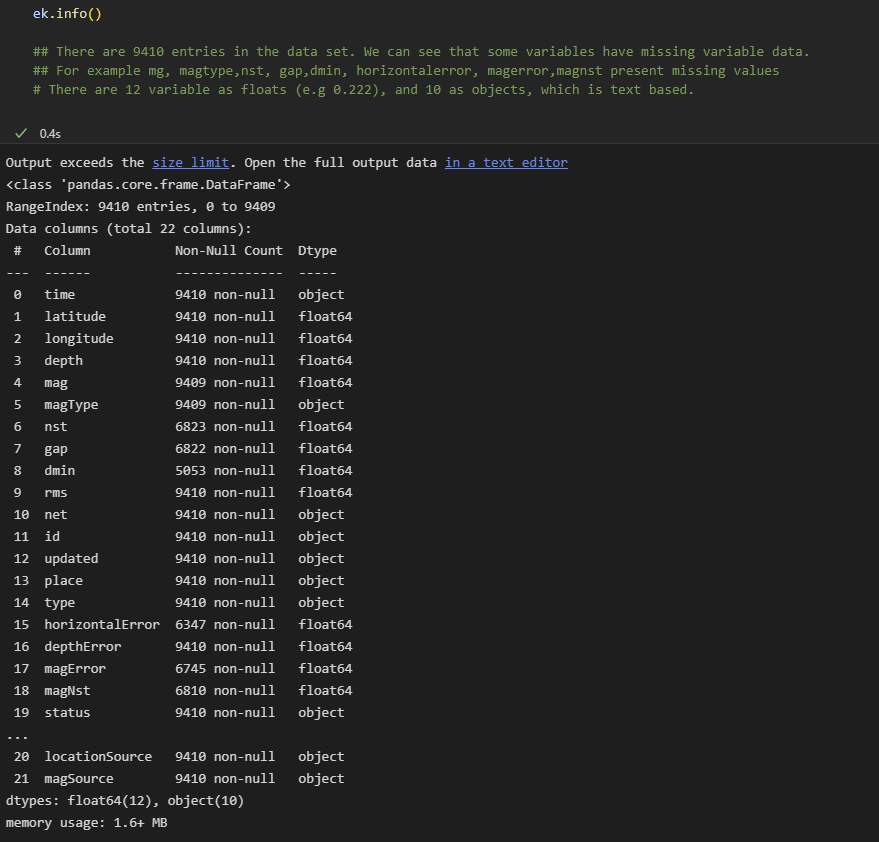 ek.info()
## There are 9410 entries in the data set. We can see that some variables have missing variable data.
## For example mg, magtype,nst, gap,dmin, horizontalerror, magerror,magnst present missing values
# There are 12 variable as floats (e.g 0.222), and 10 as objects, which is text based.
✓ 0.4s
Output exceeds the size limit. Open the full output data in a text editor
<class 'pandas.core.frame.DataFrame'>
RangeIndex: 9410 entries, 0 to 9409
Data columns (total 22 columns):
 #   Column           Non-Null Count  Dtype
---  ------           --------------  -----
 0   time             9410 non-null   object
 1   latitude         9410 non-null   float64
 2   longitude        9410 non-null   float64
 3   depth            9410 non-null   float64
 4   mag              9409 non-null   float64
 5   magType          9409 non-null   object
 6   nst              6823 non-null   float64
 7   gap              6822 non-null   float64
 8   dmin             5053 non-null   float64
 9   rms              9410 non-null   float64
 10  net              9410 non-null   object
 11  id               9410 non-null   object
 12  updated          9410 non-null   object
 13  place            9410 non-null   object
 14  type             9410 non-null   object
 15  horizontalError  6347 non-null   float64
 16  depthError       9410 non-null   float64
 17  magError         6745 non-null   float64
 18  magNst           6810 non-null   float64
 19  status           9410 non-null   object
...
 20  locationSource   9410 non-null   object
 21  magSource        9410 non-null   object
dtypes: float64(12), object(10)
memory usage: 1.6+ MB